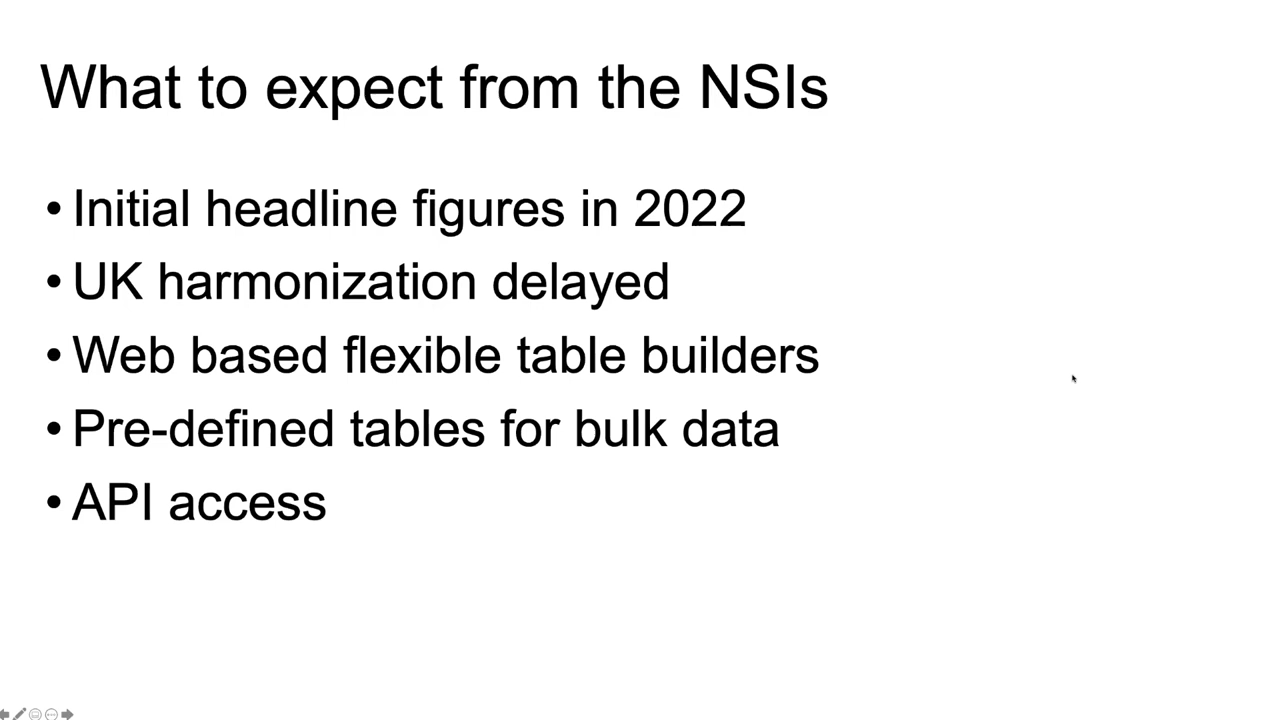 What to expect from the NSIs
• Initial headline figures in 2022
• UK harmonization delayed
• Web based flexible table builders
• Pre-defined tables for bulk data
• API access